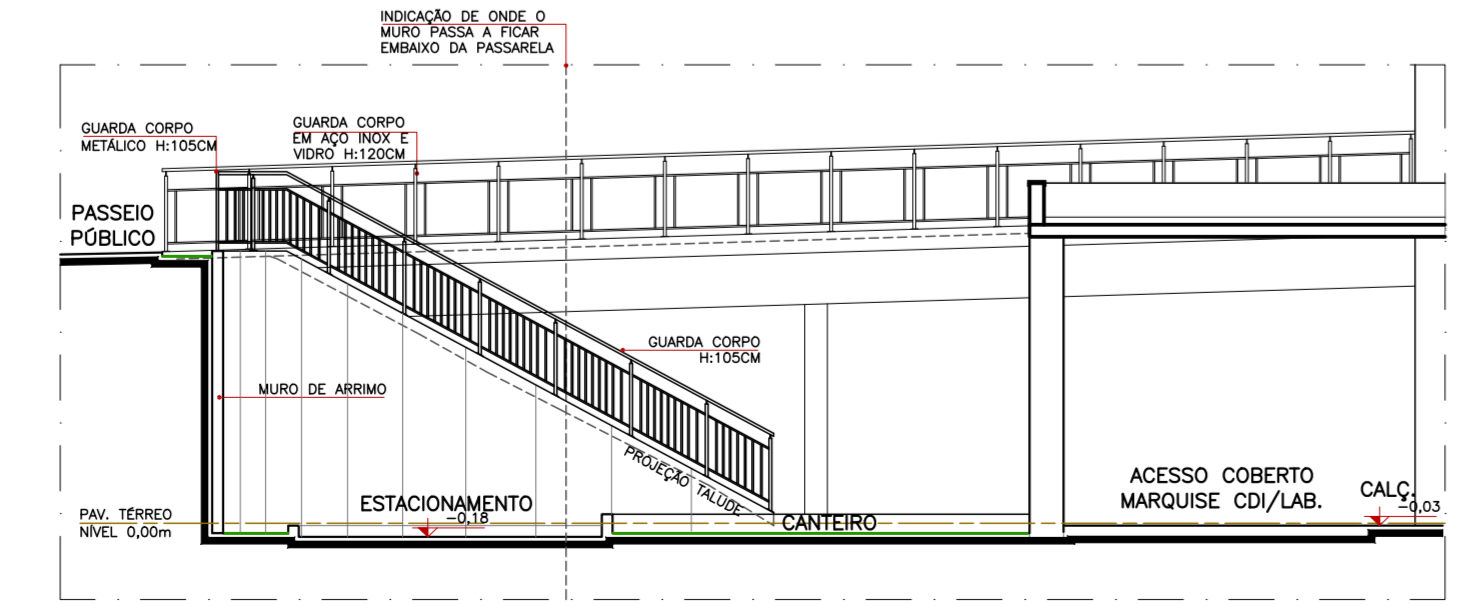 INDICAÇÃO DE ONDE O
MURO PASSA A FICAR
EMBAIXO DA PASSARELA
GUARDA CORPO
METÁLICO H:105CM
GUARDA CORPO
EM AÇO INOX E
VIDRO H:120CM
PASSEIO
PÚBLICO
GUARDA CORPO
H:105CM
MURO DE ARRIMO
PROJEÇÃO TALUDE
ACESSO COBERTO
MARQUISE CDI/LAB.
CALÇ.
-0,03
ESTACIONAMENTO
-0,18
CANTEIRO
PAV. TÉRREO
NÍVEL 0,00m